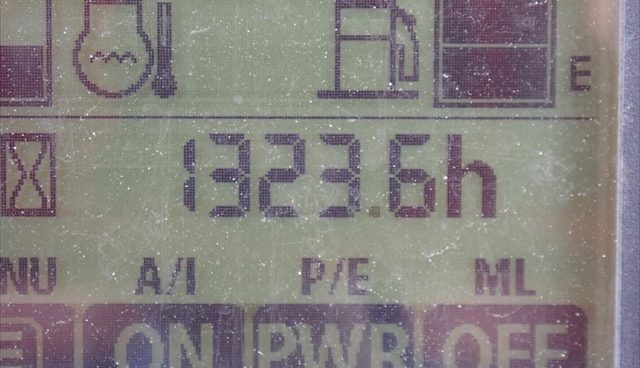 E
1323.6h
NU A/I P/E ML
E ON PWR OFF